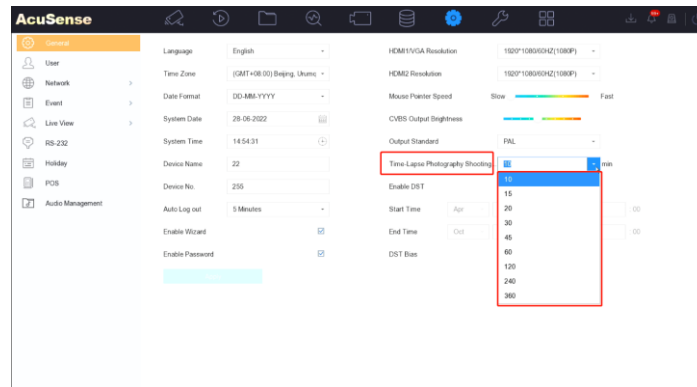 AcuSense
99+
General
User
Network
Event
Live View
RS-232
Holiday
POS
Audio Management
Language English
Time Zone (GMT+08:00) Beijing, Urumq
Date Format DD-MM-YYYY
System Date 28-06-2022
System Time 14:54:31
Device Name 22
Device No. 255
Auto Log out 5 Minutes
Enable Wizard
Enable Password
HDMI1/VGA Resolution 1920*1080/60HZ(1080P)
HDMI2 Resolution 1920*1080/60HZ(1080P)
Mouse Pointer Speed Slow Fast
CVBS Output Brightness
Output Standard PAL
Time-Lapse Photography Shooting 10 min
Enable DST
Start Time Apr :00
End Time Oct :00
DST Bias
10
15
20
30
45
60
120
240
360